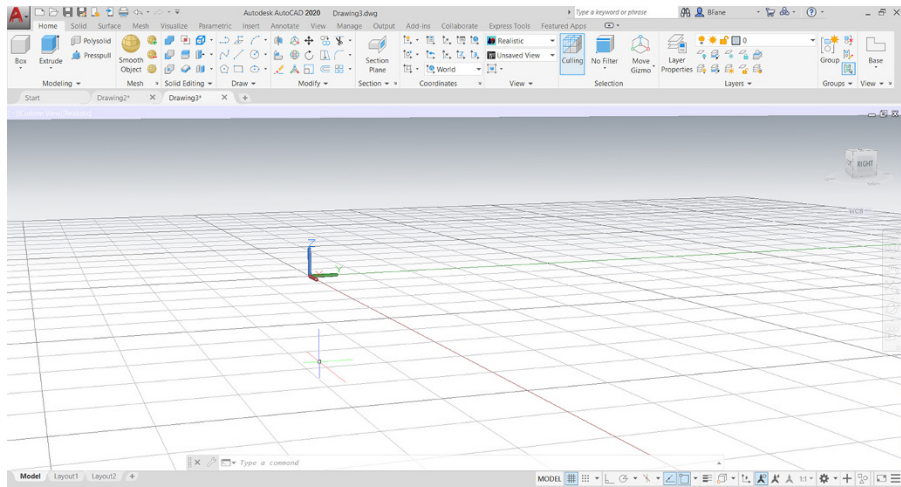 Autodesk AutoCAD 2020 Drawing3.dwg Type a keyword or phrase BFane
Home Solid Surface Mesh Visualize Parametric Insert Annotate View Manage Output Add-ins Collaborate Express Tools Featured Apps
Polysolid Realistic 0
Box Extrude Presspull Smooth Object Section Plane Unsaved View Culling No Filter Move Gizmo Layer Properties Group Base
World
Modeling Mesh Solid Editing Draw Modify Section Coordinates View Selection Layers Groups View
Start Drawing2* Drawing3*
RIGHT
WCS
Z
Y
Type a command
Model Layout1 Layout2 MODEL 1:1